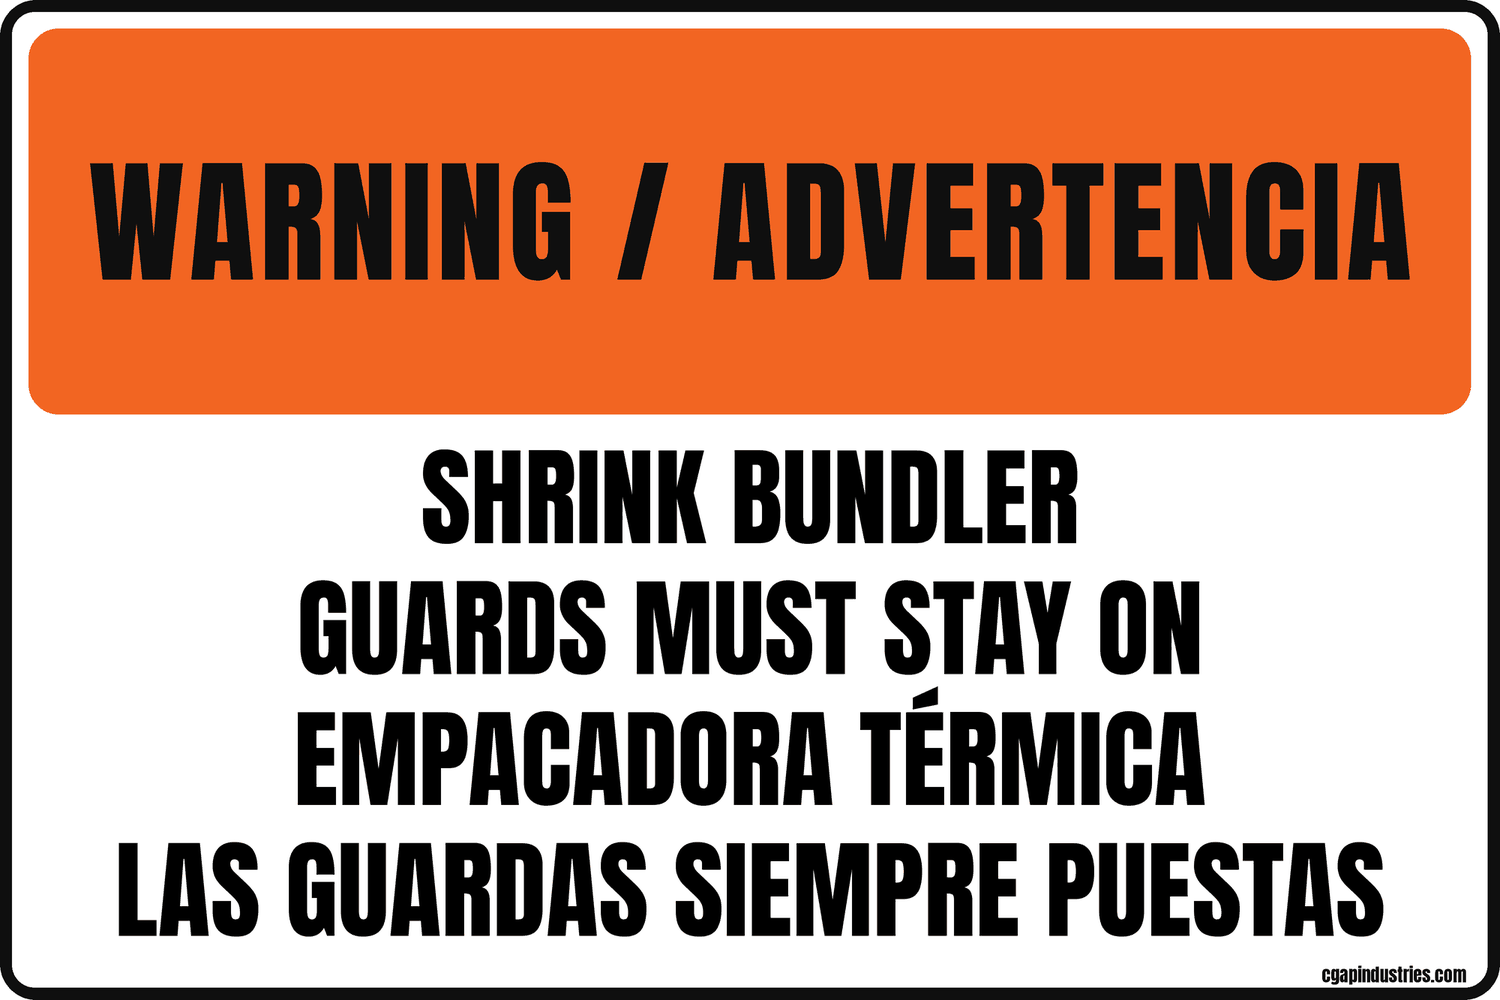 WARNING / ADVERTENCIA
SHRINK BUNDLER
GUARDS MUST STAY ON
EMPACADORA TÉRMICA
LAS GUARDAS SIEMPRE PUESTAS
cgapindustries.com